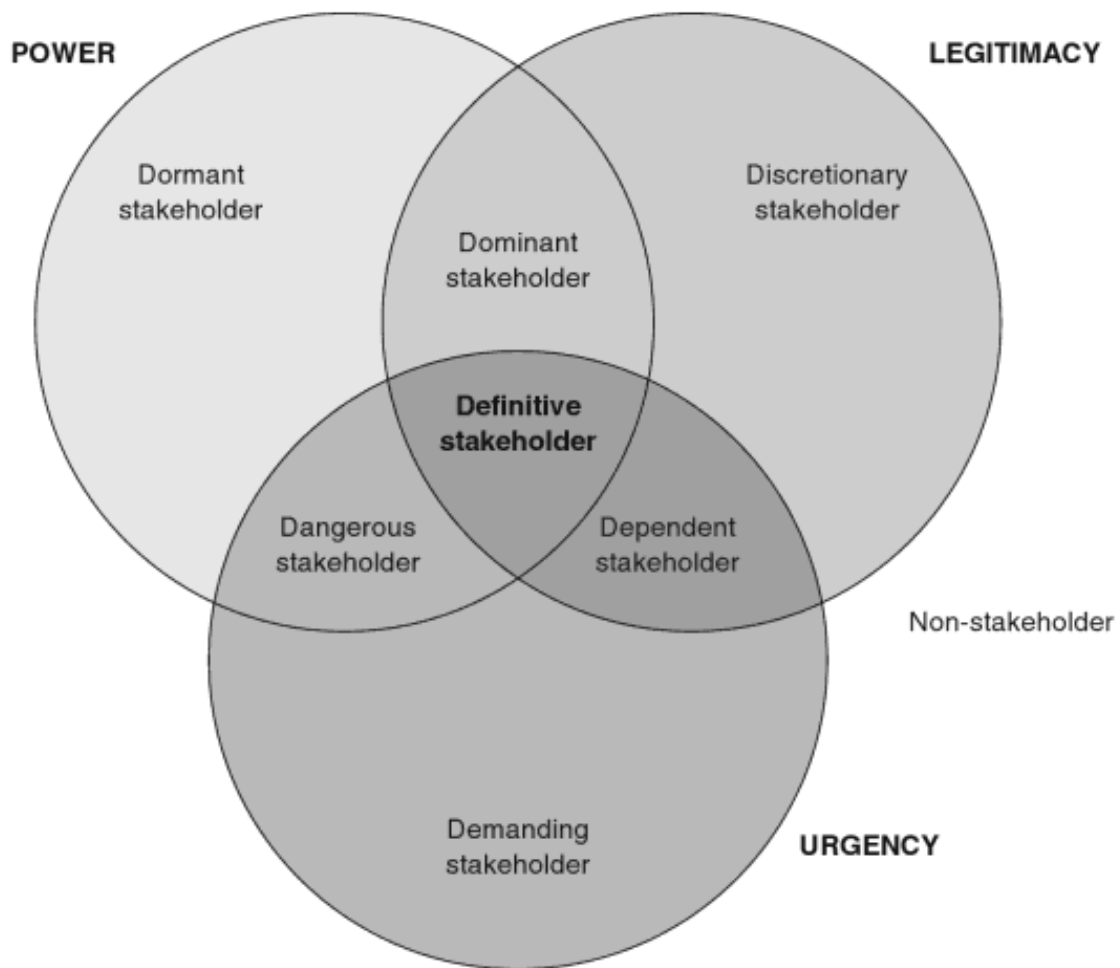 POWER
LEGITIMACY
Dormant
stakeholder
Discretionary
stakeholder
Dominant
stakeholder
Definitive
stakeholder
Dangerous
stakeholder
Dependent
stakeholder
Non-stakeholder
Demanding
stakeholder
URGENCY